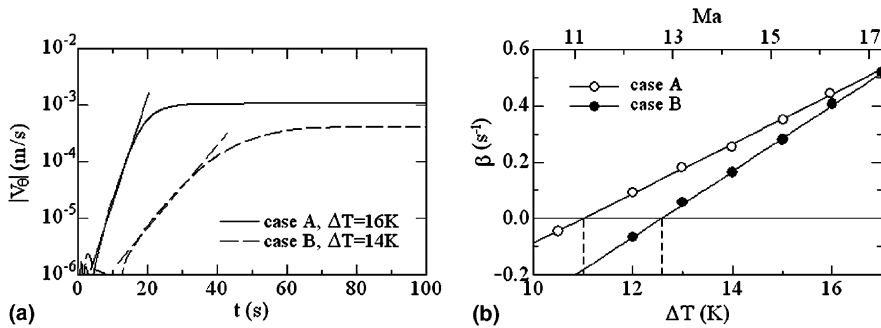 10⁻²
10⁻³
10⁻⁴
10⁻⁵
10⁻⁶
|Vθ| (m/s)
case A, ΔT=16K
case B, ΔT=14K
0 20 40 60 80 100
t (s)
(a)
Ma
11 13 15 17
0.6
0.4
0.2
0.0
-0.2
β (s⁻¹)
case A
case B
10 12 14 16
ΔT (K)
(b)